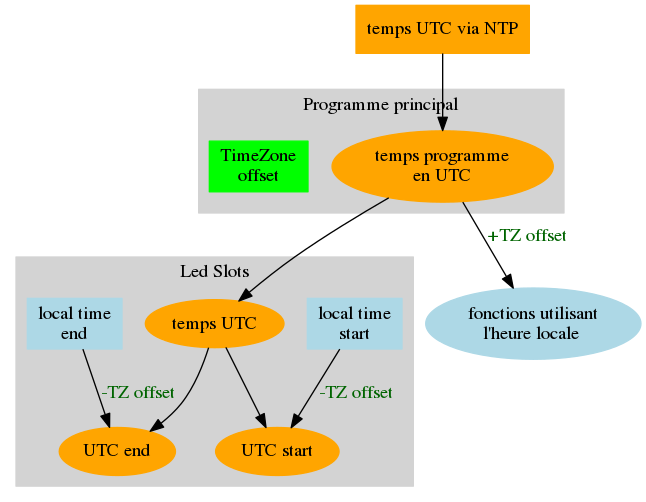 temps UTC via NTP
Programme principal
TimeZone
offset
temps programme
en UTC
+TZ offset
Led Slots
local time
end
temps UTC
local time
start
fonctions utilisant
l'heure locale
-TZ offset
-TZ offset
UTC end
UTC start